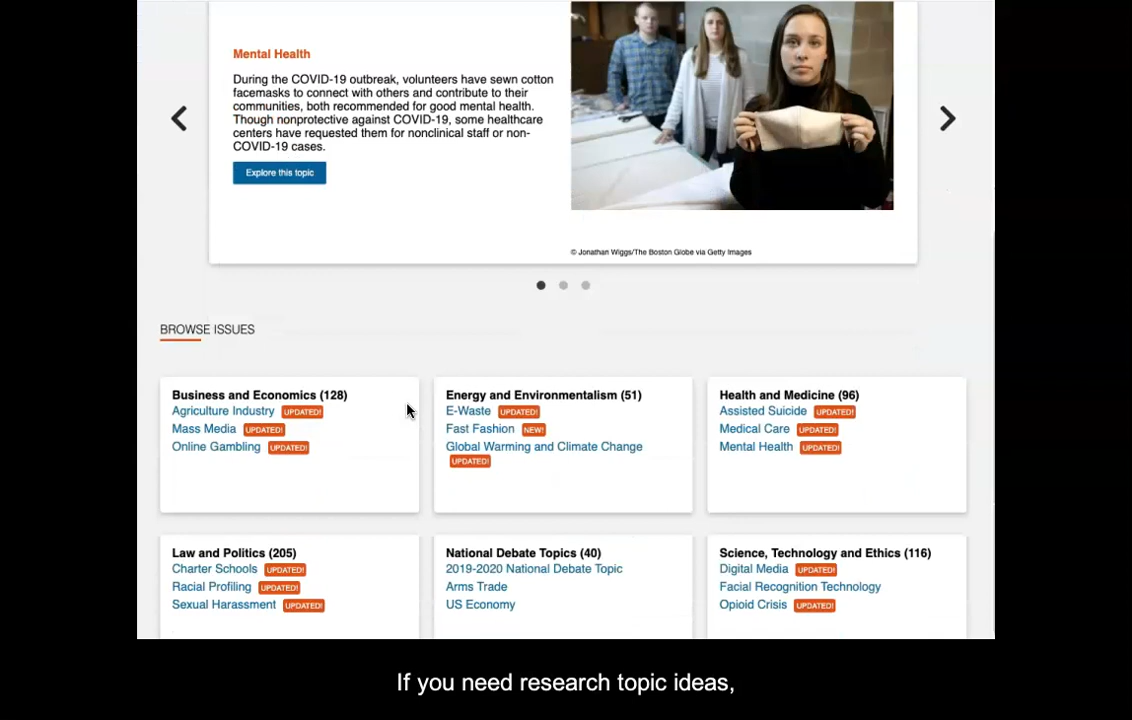 Mental Health
During the COVID-19 outbreak, volunteers have sewn cotton
facemasks to connect with others and contribute to their
communities, both recommended for good mental health.
Though nonprotective against COVID-19, some healthcare
centers have requested them for nonclinical staff or non-
COVID-19 cases.
Explore this topic
© Jonathan Wiggs/The Boston Globe via Getty Images
BROWSE ISSUES
Business and Economics (128)
Agriculture Industry UPDATED!
Mass Media UPDATED!
Online Gambling UPDATED!
Energy and Environmentalism (51)
E-Waste UPDATED!
Fast Fashion NEW!
Global Warming and Climate Change
UPDATED!
Health and Medicine (96)
Assisted Suicide UPDATED!
Medical Care UPDATED!
Mental Health UPDATED!
Law and Politics (205)
Charter Schools UPDATED!
Racial Profiling UPDATED!
Sexual Harassment UPDATED!
National Debate Topics (40)
2019-2020 National Debate Topic
Arms Trade
US Economy
Science, Technology and Ethics (116)
Digital Media UPDATED!
Facial Recognition Technology
Opioid Crisis UPDATED!
If you need research topic ideas,